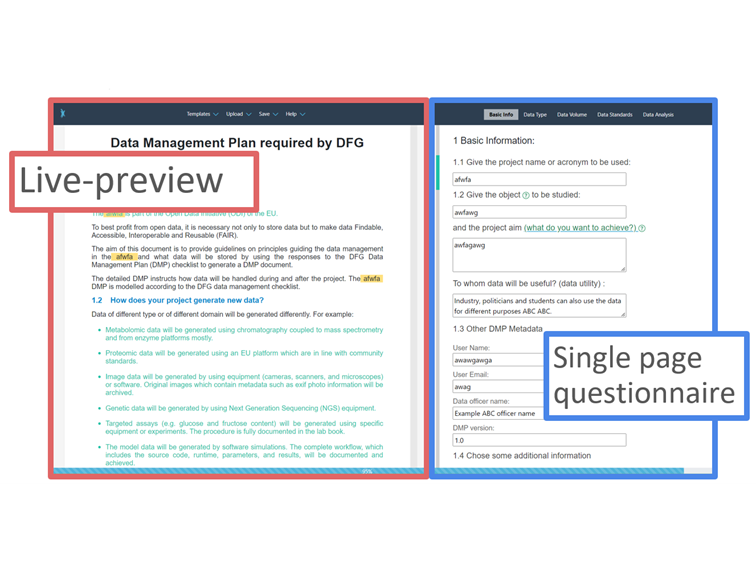 Templates Upload Save Help
Data Management Plan required by DFG
Live-preview
The afwfa is part of the Open Data Initiative (ODI) of the EU.
To best profit from open data, it is necessary not only to store data but to make data Findable,
Accessible, Interoperable and Reusable (FAIR).
The aim of this document is to provide guidelines on principles guiding the data management
in the afwfa and what data will be stored by using the responses to the DFG Data
Management Plan (DMP) checklist to generate a DMP document.
The detailed DMP instructs how data will be handled during and after the project. The afwfa
DMP is modelled according to the DFG data management checklist.
1.2 How does your project generate new data?
Data of different type or of different domain will be generated differently. For example:
• Metabolomic data will be generated using chromatography coupled to mass spectrometry
and from enzyme platforms mostly.
• Proteomic data will be generated using an EU platform which are in line with community
standards.
• Image data will be generated by using equipment (cameras, scanners, and microscopes)
or software. Original images which contain metadata such as exif photo information will be
archived.
• Genetic data will be generated by using Next Generation Sequencing (NGS) equipment.
• Targeted assays (e.g. glucose and fructose content) will be generated using specific
equipment or experiments. The procedure is fully documented in the lab book.
• The model data will be generated by software simulations. The complete workflow, which
includes the source code, runtime, parameters, and results, will be documented and
achieved.
Basic info Data Type Data Volume Data Standards Data Analysis
1 Basic Information:
1.1 Give the project name or acronym to be used:
afwfa
1.2 Give the object ? to be studied:
awfawg
and the project aim (what do you want to achieve?) ?
awfagawg
To whom data will be useful? (data utility) :
Industry, politicians and students can also use the data
for different purposes ABC ABC.
1.3 Other DMP Metadata
User Name:
awawgawga
User Email:
awag
Data officer name:
Example ABC officer name
DMP version:
1.0
1.4 Chose some additional information
Single page
questionnaire